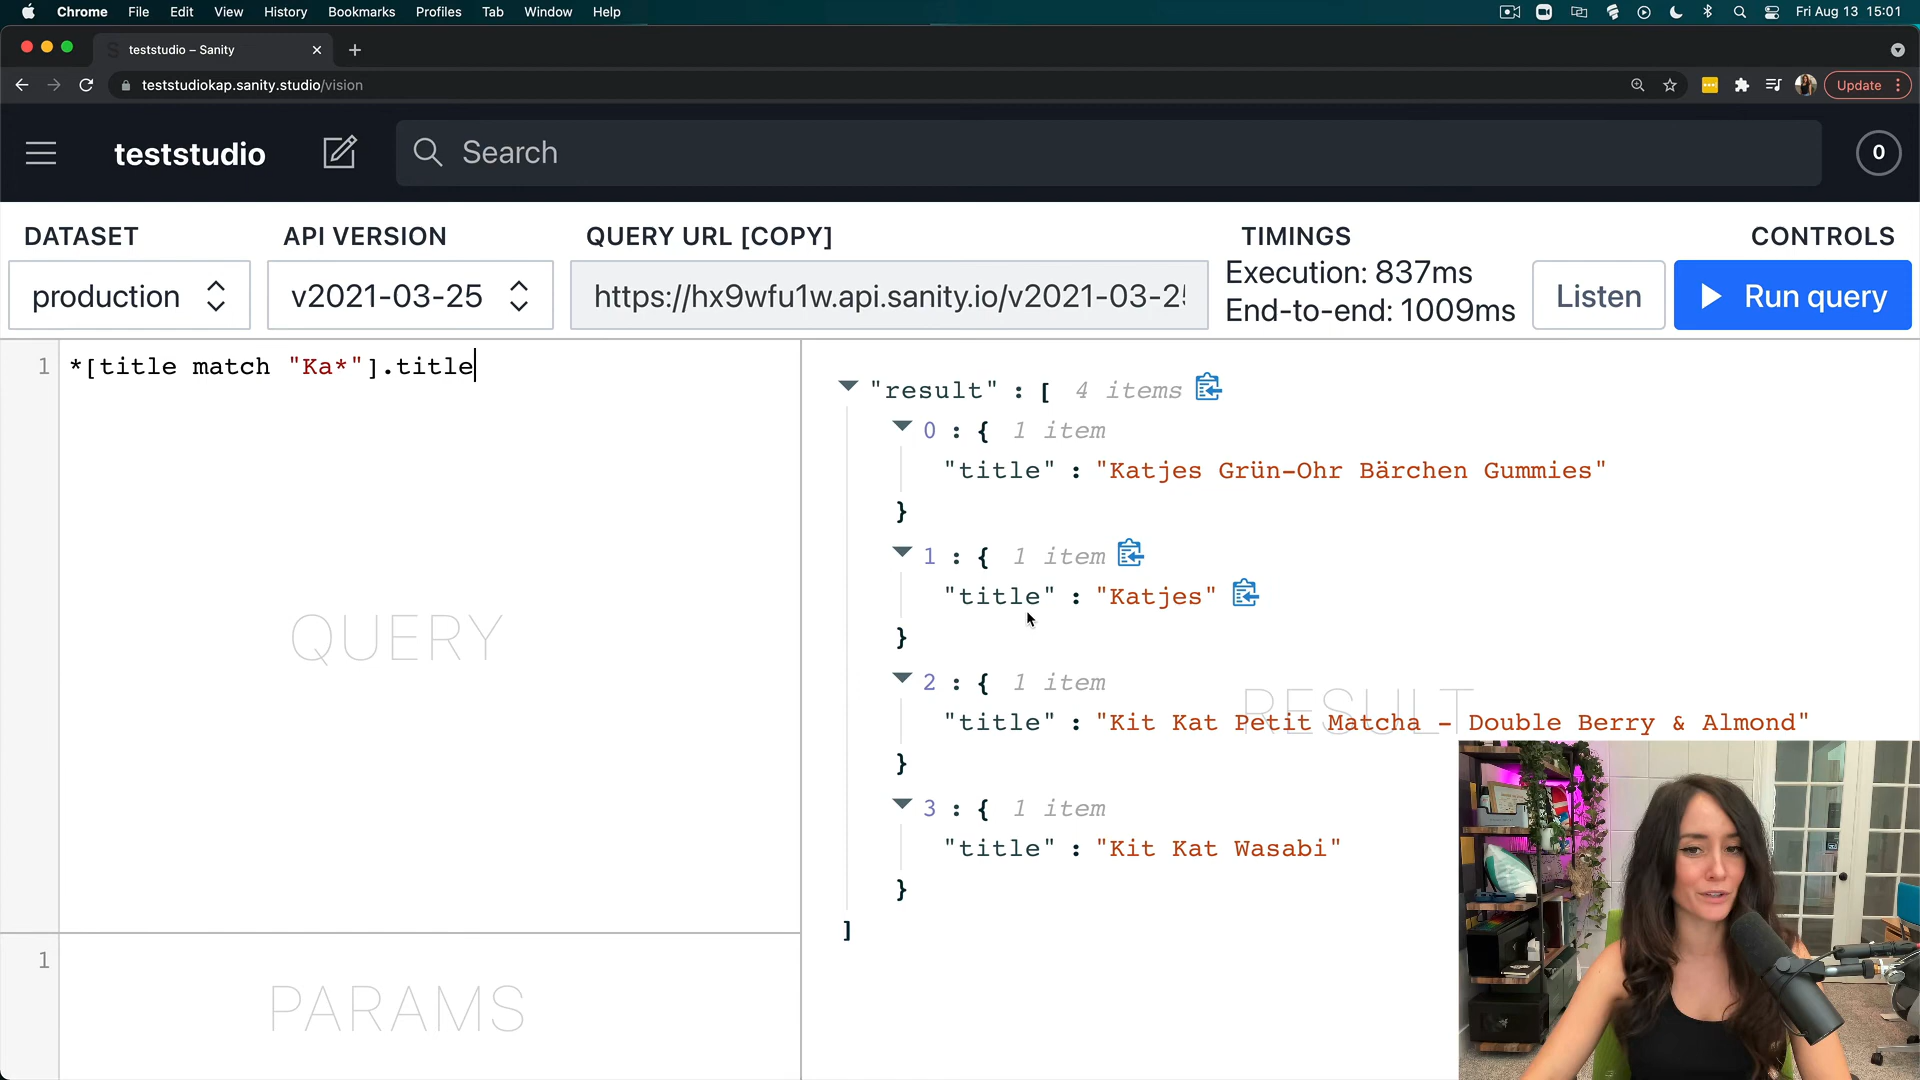 Chrome File Edit View History Bookmarks Profiles Tab Window Help Fri Aug 13 15:01
teststudio – Sanity
teststudiokap.sanity.studio/vision Update
teststudio Search 0
DATASET API VERSION QUERY URL [COPY] TIMINGS CONTROLS
production v2021-03-25 https://hx9wfu1w.api.sanity.io/v2021-03-2 Execution: 837ms
End-to-end: 1009ms Listen Run query
1 *[title match "Ka*"].title
QUERY
1
PARAMS
"result" : [ 4 items
0 : { 1 item
"title" : "Katjes Grün-Ohr Bärchen Gummies"
}
1 : { 1 item
"title" : "Katjes"
}
2 : { 1 item
RESULT
"title" : "Kit Kat Petit Matcha - Double Berry & Almond"
}
3 : { 1 item
"title" : "Kit Kat Wasabi"
}
]